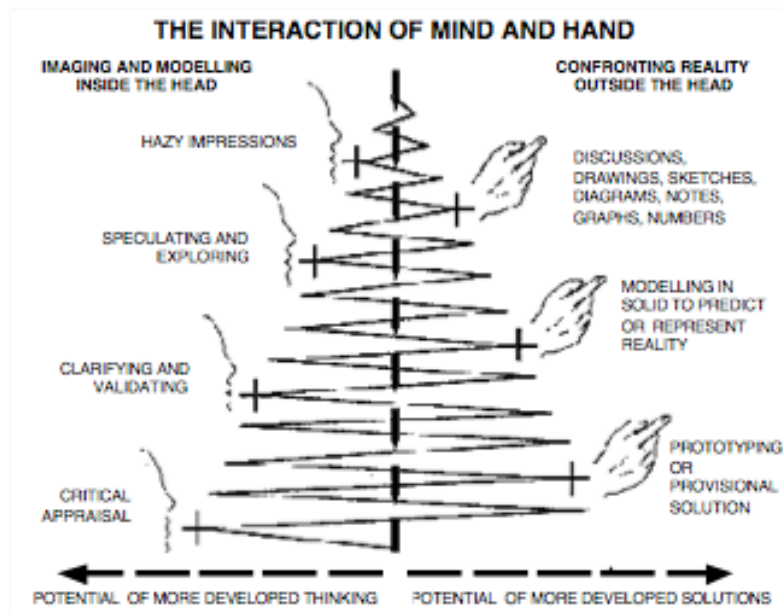 THE INTERACTION OF MIND AND HAND
IMAGING AND MODELLING
INSIDE THE HEAD
CONFRONTING REALITY
OUTSIDE THE HEAD
HAZY IMPRESSIONS
DISCUSSIONS,
DRAWINGS, SKETCHES,
DIAGRAMS, NOTES,
GRAPHS, NUMBERS
SPECULATING AND
EXPLORING
MODELLING IN
SOLID TO PREDICT
OR REPRESENT
REALITY
CLARIFYING AND
VALIDATING
PROTOTYPING
OR
PROVISIONAL
SOLUTION
CRITICAL
APPRAISAL
POTENTIAL OF MORE DEVELOPED THINKING
POTENTIAL OF MORE DEVELOPED SOLUTIONS